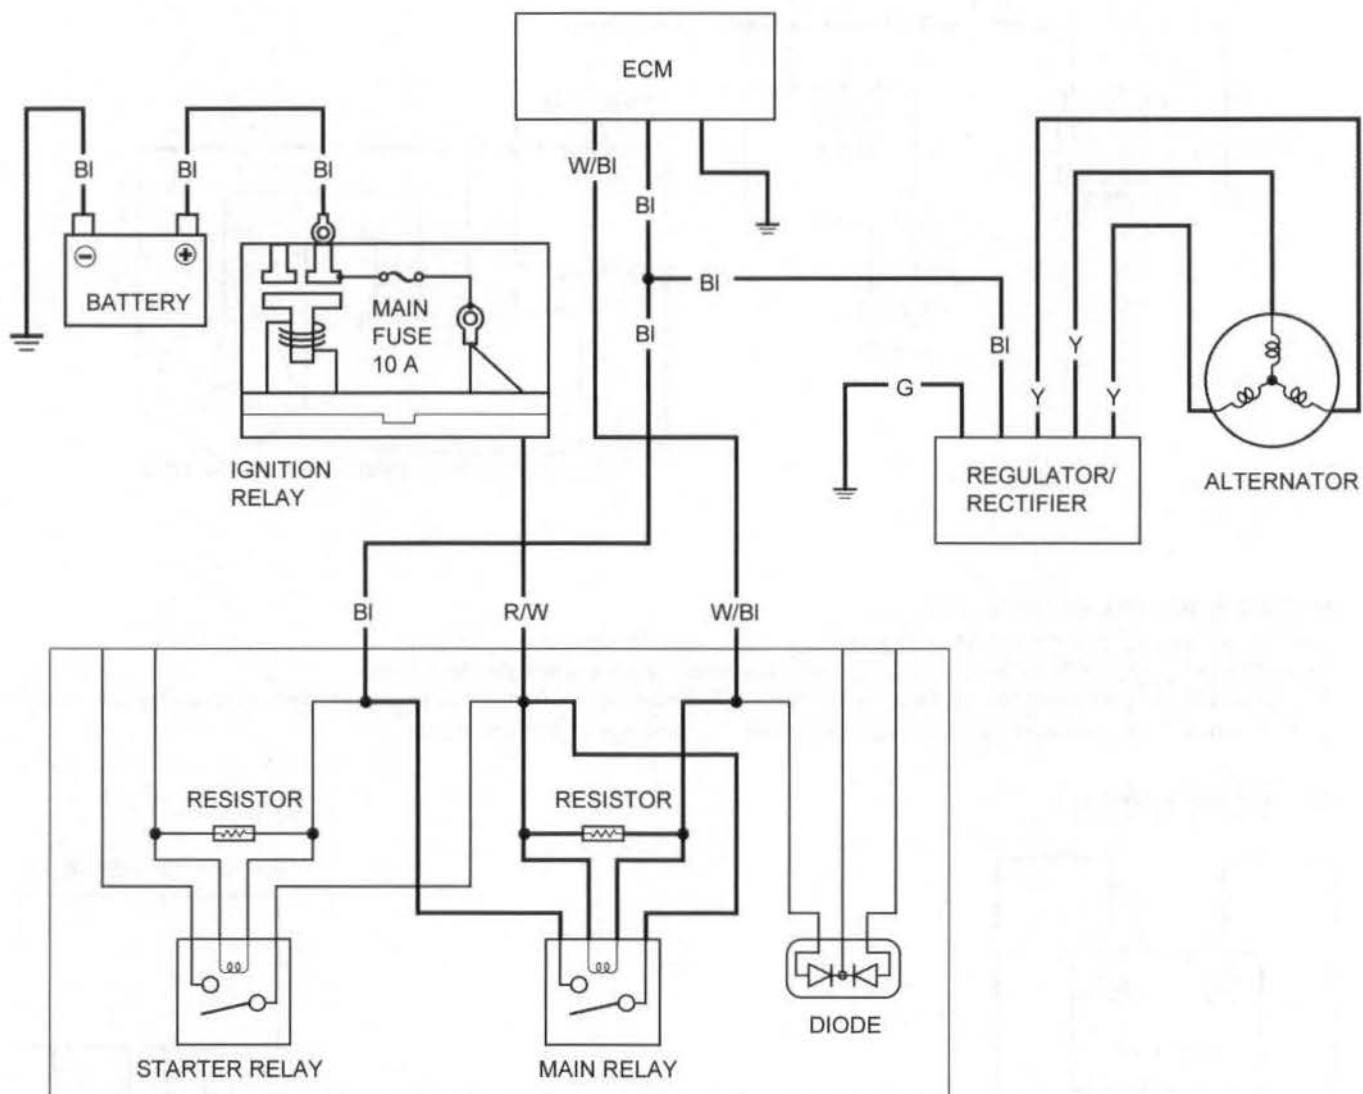 ECM
Bl
Bl
Bl
W/Bl
Bl
BATTERY
MAIN
FUSE
10 A
Bl
Bl
Bl
Y
G
Y
Y
IGNITION
RELAY
REGULATOR/
RECTIFIER
ALTERNATOR
Bl
R/W
W/Bl
RESISTOR
RESISTOR
DIODE
STARTER RELAY
MAIN RELAY